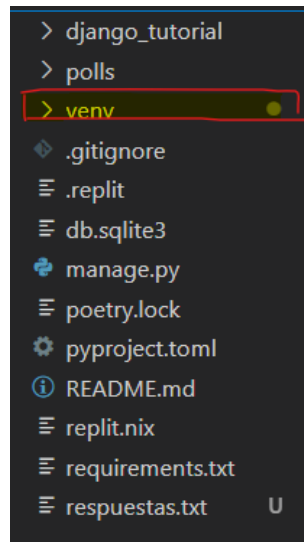 django_tutorial
polls
venv
.gitignore
.replit
db.sqlite3
manage.py
poetry.lock
pyproject.toml
README.md
replit.nix
requirements.txt
respuestas.txt U